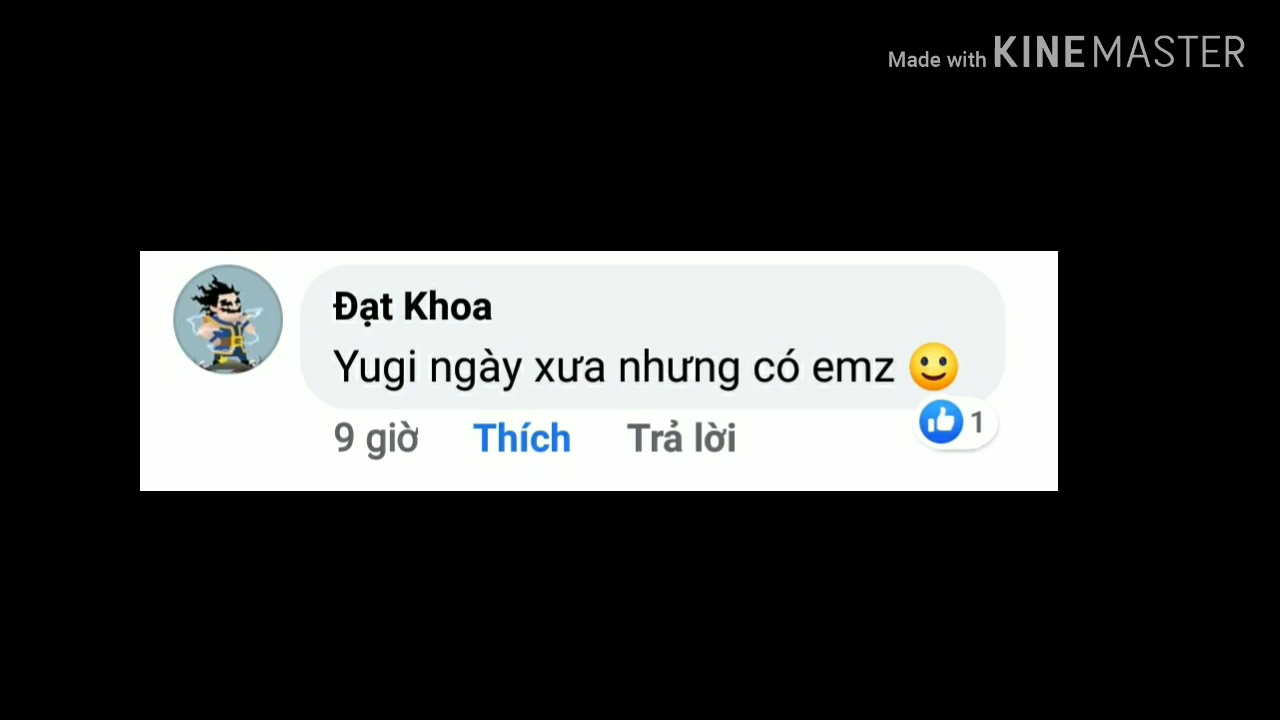 Made with KINEMASTER
Đạt Khoa
Yugi ngày xưa nhưng có emz 🙂
1
9 giờ Thích Trả lời